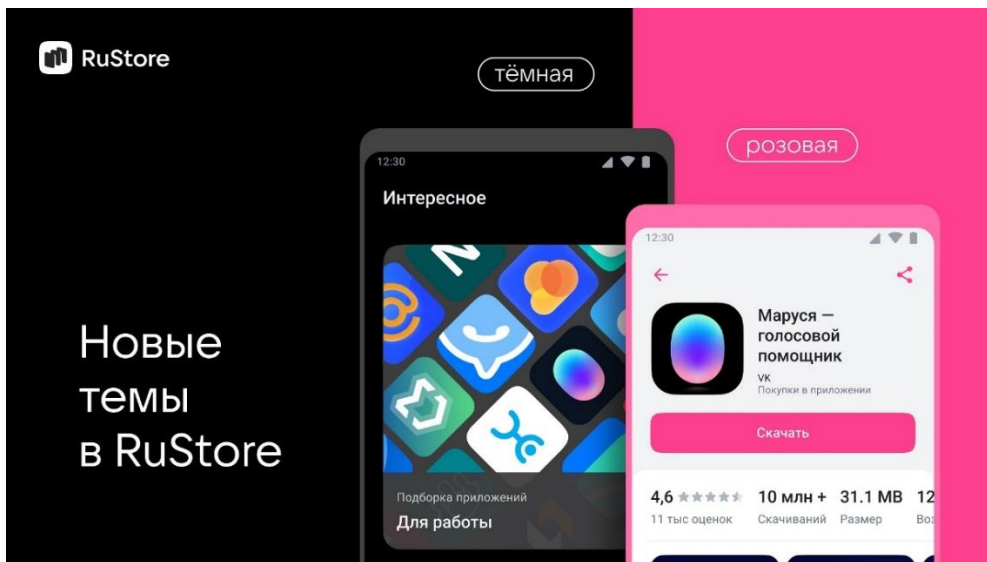 RuStore
тёмная
розовая
Новые
темы
в RuStore
12:30
Интересное
Подборка приложений
Для работы
12:30
Маруся —
голосовой
помощник
VK
Покупки в приложении
Скачать
4,6 10 млн + 31.1 MB 12
11 тыс оценок Скачиваний Размер Воз